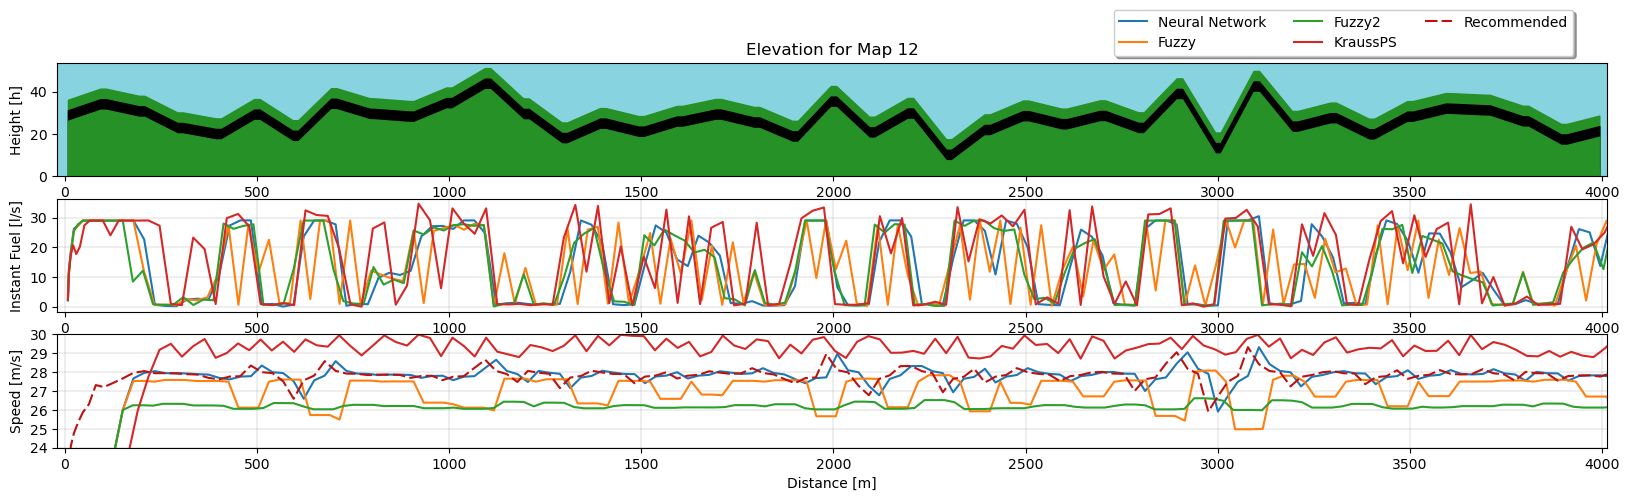 Neural Network
Fuzzy
Fuzzy2
KraussPS
Recommended
Elevation for Map 12
Height [h]
40
20
0
0 500 1000 1500 2000 2500 3000 3500 4000
Instant Fuel [l/s]
30
20
10
0
0 500 1000 1500 2000 2500 3000 3500 4000
Speed [m/s]
30
29
28
27
26
25
24
0 500 1000 1500 2000 2500 3000 3500 4000
Distance [m]